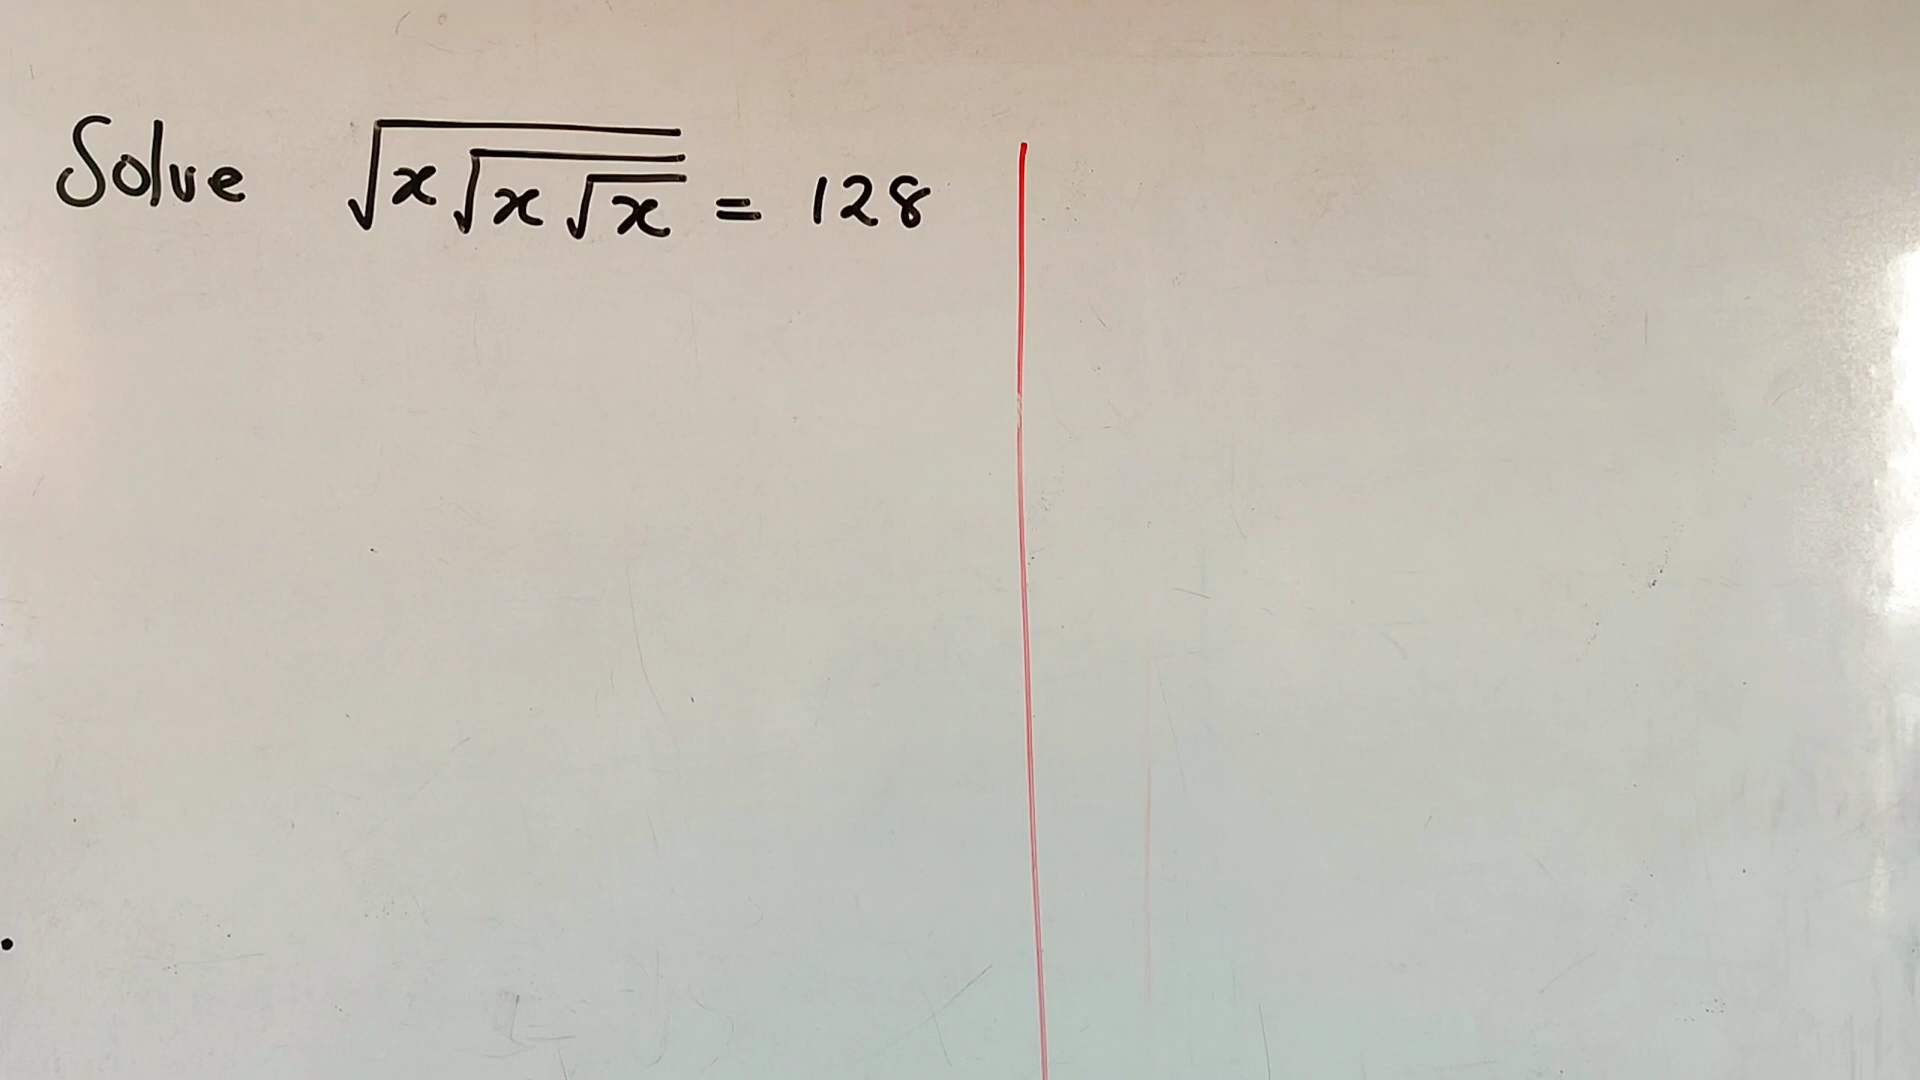 Solve √(x√(x√x)) = 128